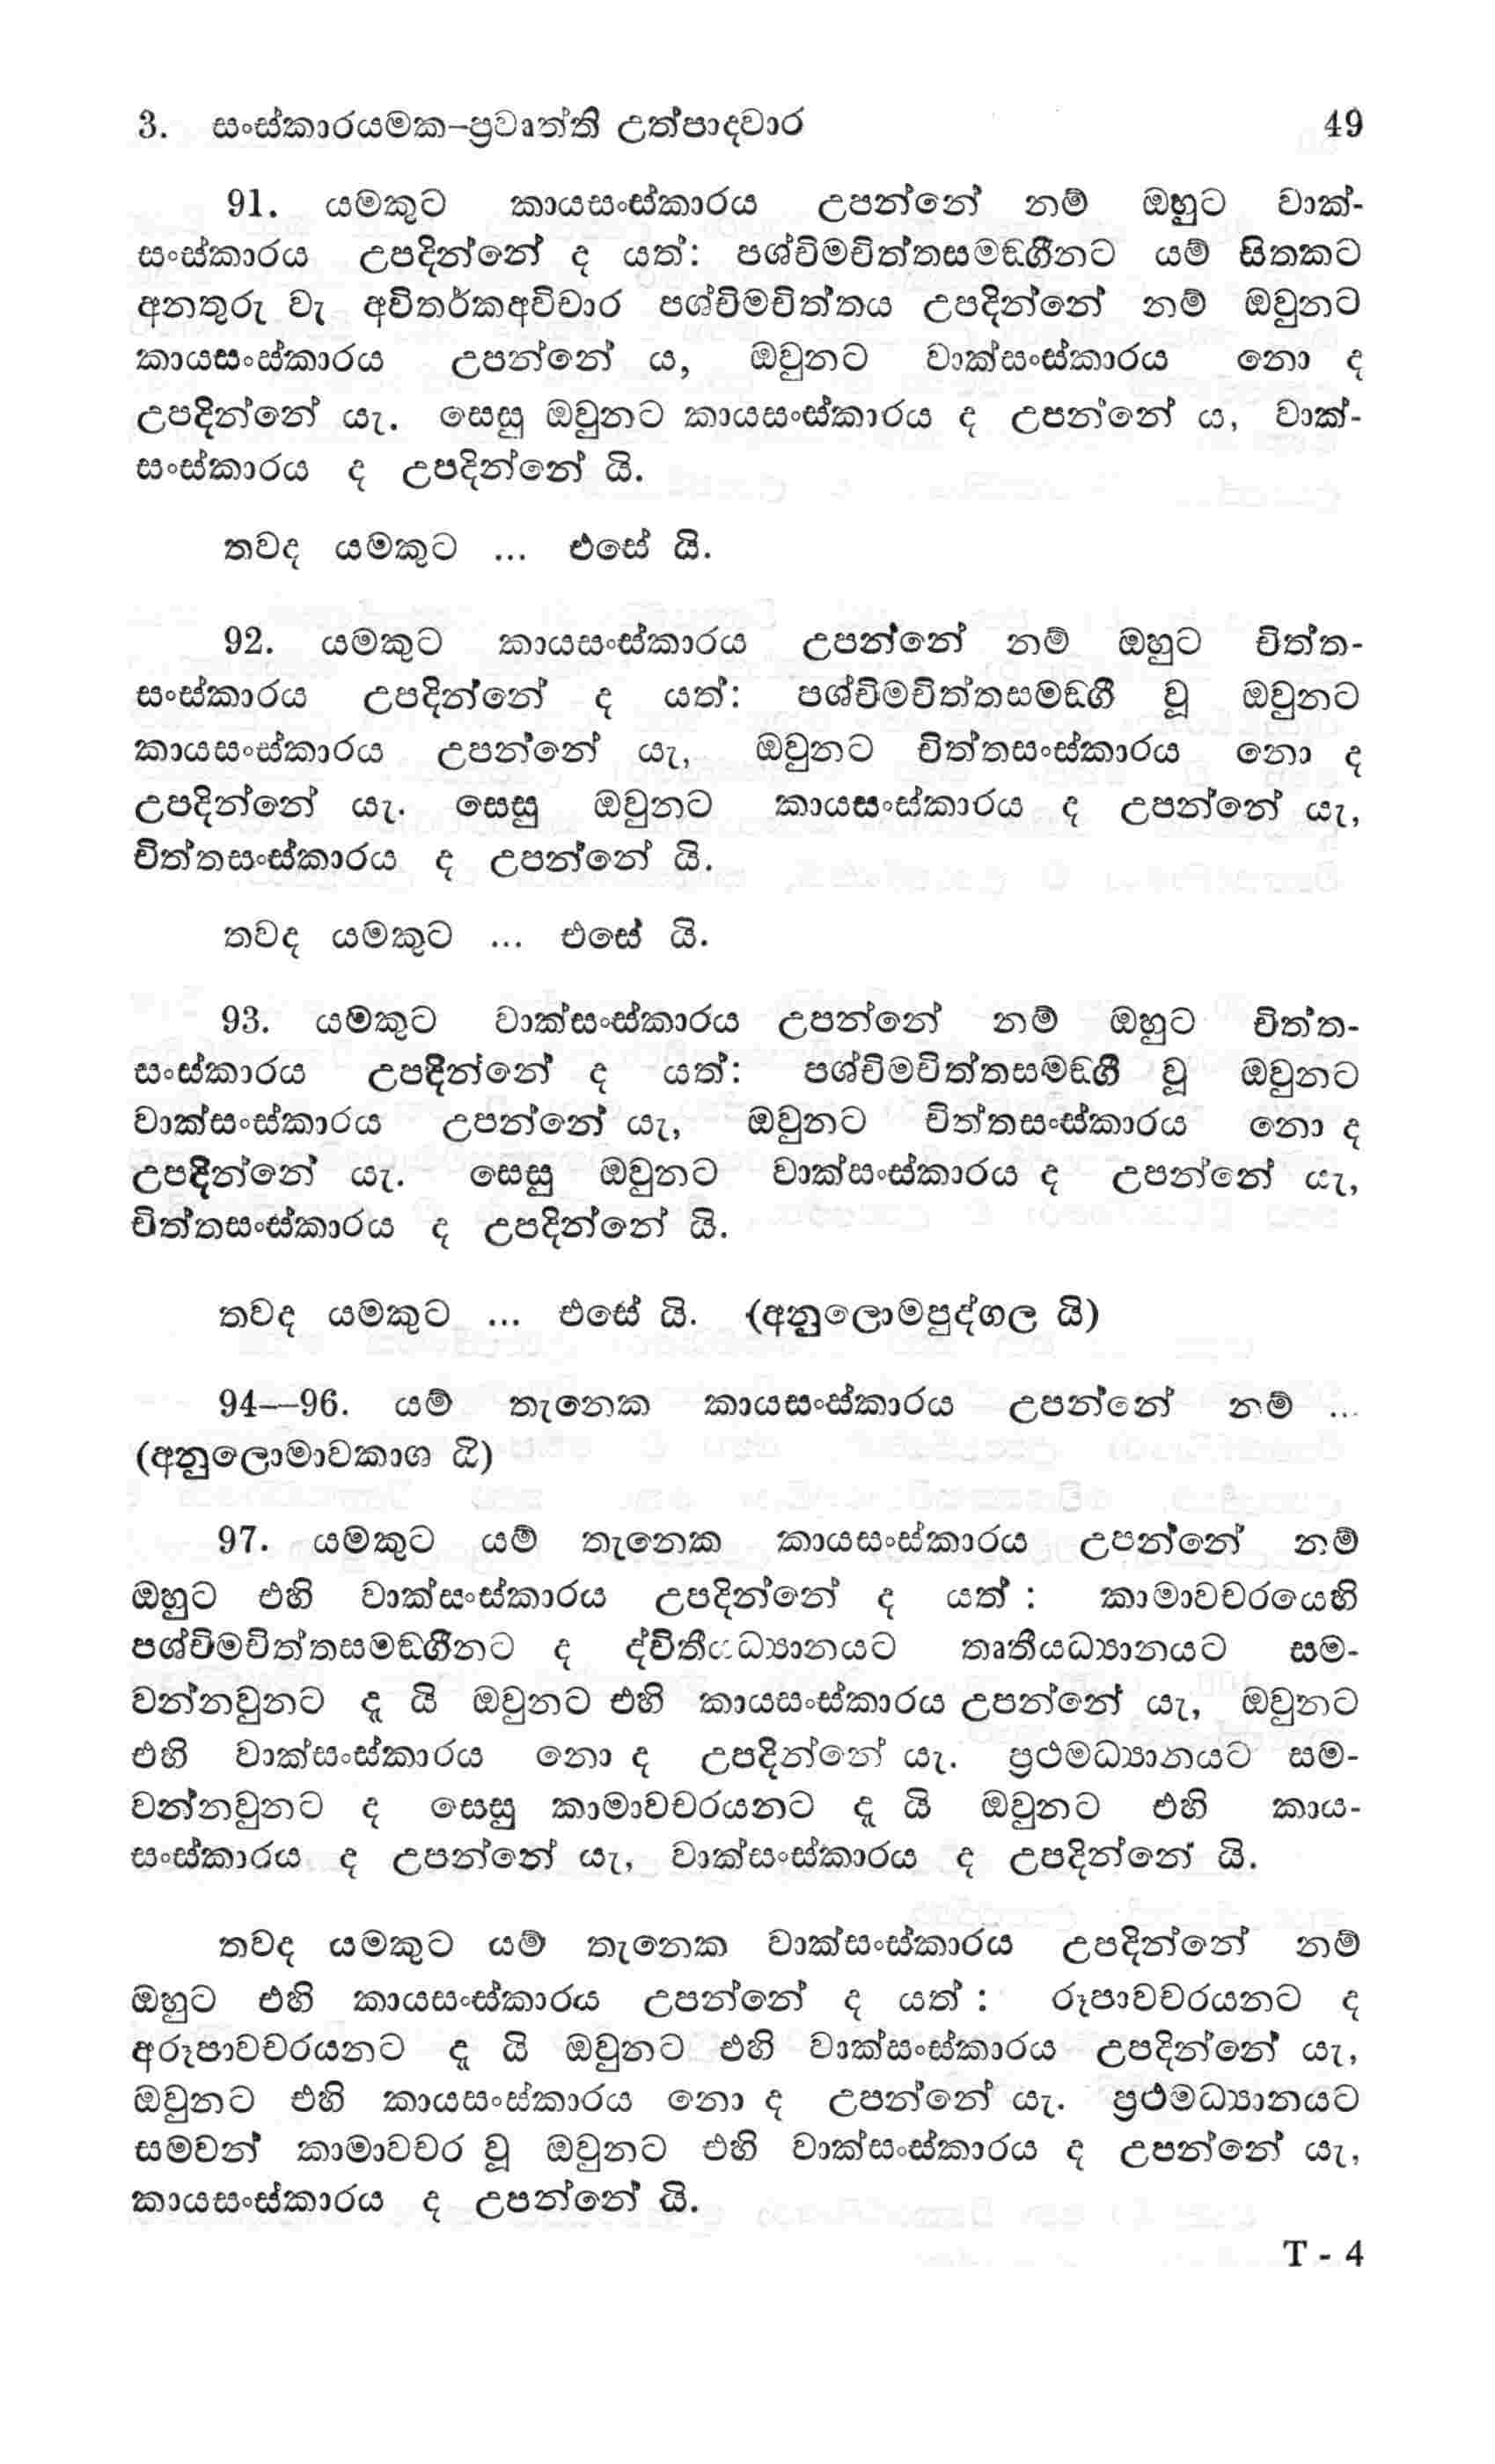 3. සංස්කාරයමක–ප්‍රවෘත්ති උත්පාදවාර 49
91. යමකුට කායසංස්කාරය උපන්නේ නම් ඔහුට වාක්-
සංස්කාරය උපදින්නේ ද යත්: පශ්චිමචිත්තසමඞ්ගීනට යම් සිතකට
අනතුරු වැ අවිතර්කඅවිචාර පශ්චිමචිත්තය උපදින්නේ නම් ඔවුනට
කායසංස්කාරය උපන්නේ ය, ඔවුනට වාක්සංස්කාරය නො ද
උපදින්නේ යැ. සෙසු ඔවුනට කායසංස්කාරය ද උපන්නේ ය, වාක්-
සංස්කාරය ද උපදින්නේ යි.
තවද යමකුට ... එසේ යි.
92. යමකුට කායසංස්කාරය උපන්නේ නම් ඔහුට චිත්ත-
සංස්කාරය උපදින්නේ ද යත්: පශ්චිමචිත්තසමඞ්ගී වූ ඔවුනට
කායසංස්කාරය උපන්නේ යැ, ඔවුනට චිත්තසංස්කාරය නො ද
උපදින්නේ යැ. සෙසු ඔවුනට කායසංස්කාරය ද උපන්නේ යැ,
චිත්තසංස්කාරය ද උපන්නේ යි.
තවද යමකුට ... එසේ යි.
93. යමකුට වාක්සංස්කාරය උපන්නේ නම් ඔහුට චිත්ත-
සංස්කාරය උපදින්නේ ද යත්: පශ්චිමචිත්තසමඞ්ගී වූ ඔවුනට
වාක්සංස්කාරය උපන්නේ යැ, ඔවුනට චිත්තසංස්කාරය නො ද
උපදින්නේ යැ. සෙසු ඔවුනට වාක්සංස්කාරය ද උපන්නේ යැ,
චිත්තසංස්කාරය ද උපදින්නේ යි.
තවද යමකුට ... එසේ යි. (අනුලොමපුද්ගල යි)
94—96. යම් තැනෙක කායසංස්කාරය උපන්නේ නම් ...
(අනුලොමාවකාශ යි)
97. යමකුට යම් තැනෙක කායසංස්කාරය උපන්නේ නම්
ඔහුට එහි වාක්සංස්කාරය උපදින්නේ ද යත් : කාමාවචරයෙහි
පශ්චිමචිත්තසමඞ්ගීනට ද ද්විතීයධ්‍යානයට තෘතීයධ්‍යානයට සම-
වන්නවුනට දැ යි ඔවුනට එහි කායසංස්කාරය උපන්නේ යැ, ඔවුනට
එහි වාක්සංස්කාරය නො ද උපදින්නේ යැ. ප්‍රථමධ්‍යානයට සම-
වන්නවුනට ද සෙසු කාමාවචරයනට දැ යි ඔවුනට එහි කාය-
සංස්කාරය ද උපන්නේ යැ, වාක්සංස්කාරය ද උපදින්නේ යි.
තවද යමකුට යම් තැනෙක වාක්සංස්කාරය උපදින්නේ නම්
ඔහුට එහි කායසංස්කාරය උපන්නේ ද යත් : රූපාවචරයනට ද
අරූපාවචරයනට දැ යි ඔවුනට එහි වාක්සංස්කාරය උපදින්නේ යැ,
ඔවුනට එහි කායසංස්කාරය නො ද උපන්නේ යැ. ප්‍රථමධ්‍යානයට
සමවන් කාමාවචර වූ ඔවුනට එහි වාක්සංස්කාරය ද උපන්නේ යැ,
කායසංස්කාරය ද උපන්නේ යි.
T - 4